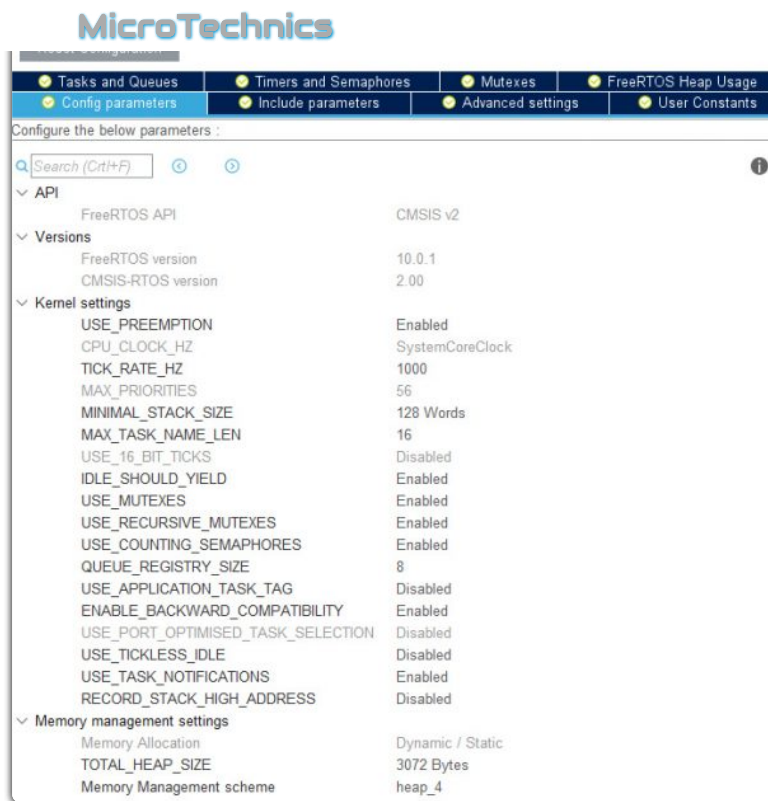 MicroTechnics
Tasks and Queues Timers and Semaphores Mutexes FreeRTOS Heap Usage
Config parameters Include parameters Advanced settings User Constants
Configure the below parameters :
Search (Crtl+F)
API
FreeRTOS API CMSIS v2
Versions
FreeRTOS version 10.0.1
CMSIS-RTOS version 2.00
Kernel settings
USE_PREEMPTION Enabled
CPU_CLOCK_HZ SystemCoreClock
TICK_RATE_HZ 1000
MAX_PRIORITIES 56
MINIMAL_STACK_SIZE 128 Words
MAX_TASK_NAME_LEN 16
USE_16_BIT_TICKS Disabled
IDLE_SHOULD_YIELD Enabled
USE_MUTEXES Enabled
USE_RECURSIVE_MUTEXES Enabled
USE_COUNTING_SEMAPHORES Enabled
QUEUE_REGISTRY_SIZE 8
USE_APPLICATION_TASK_TAG Disabled
ENABLE_BACKWARD_COMPATIBILITY Enabled
USE_PORT_OPTIMISED_TASK_SELECTION Disabled
USE_TICKLESS_IDLE Disabled
USE_TASK_NOTIFICATIONS Enabled
RECORD_STACK_HIGH_ADDRESS Disabled
Memory management settings
Memory Allocation Dynamic / Static
TOTAL_HEAP_SIZE 3072 Bytes
Memory Management scheme heap_4